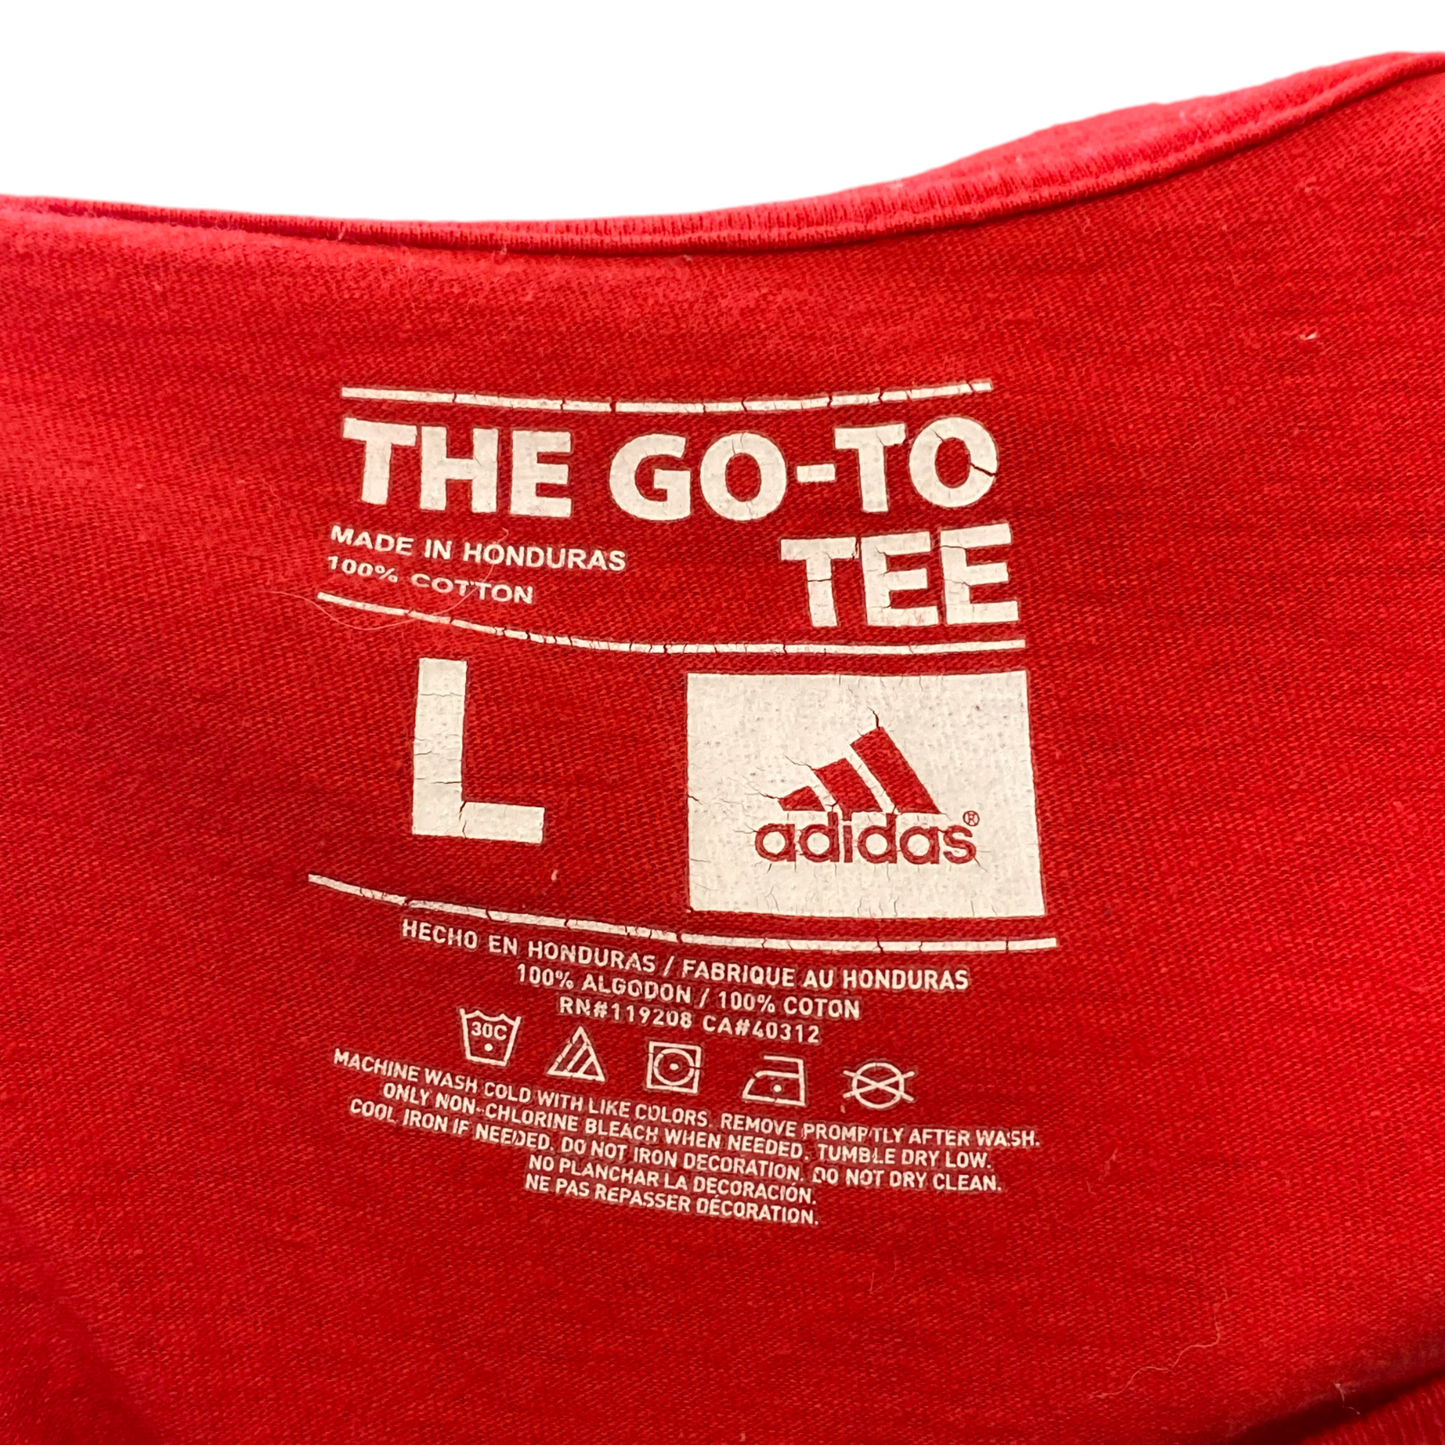 THE GO-TO
TEE
MADE IN HONDURAS
100% COTTON
L
adidas®
HECHO EN HONDURAS / FABRIQUE AU HONDURAS
100% ALGODON / 100% COTON
RN#119208 CA#40312
30C
MACHINE WASH COLD WITH LIKE COLORS. REMOVE PROMPTLY AFTER WASH.
ONLY NON-CHLORINE BLEACH WHEN NEEDED. TUMBLE DRY LOW.
COOL IRON IF NEEDED. DO NOT IRON DECORATION. DO NOT DRY CLEAN.
NO PLANCHAR LA DECORACIÓN.
NE PAS REPASSER DÉCORATION.